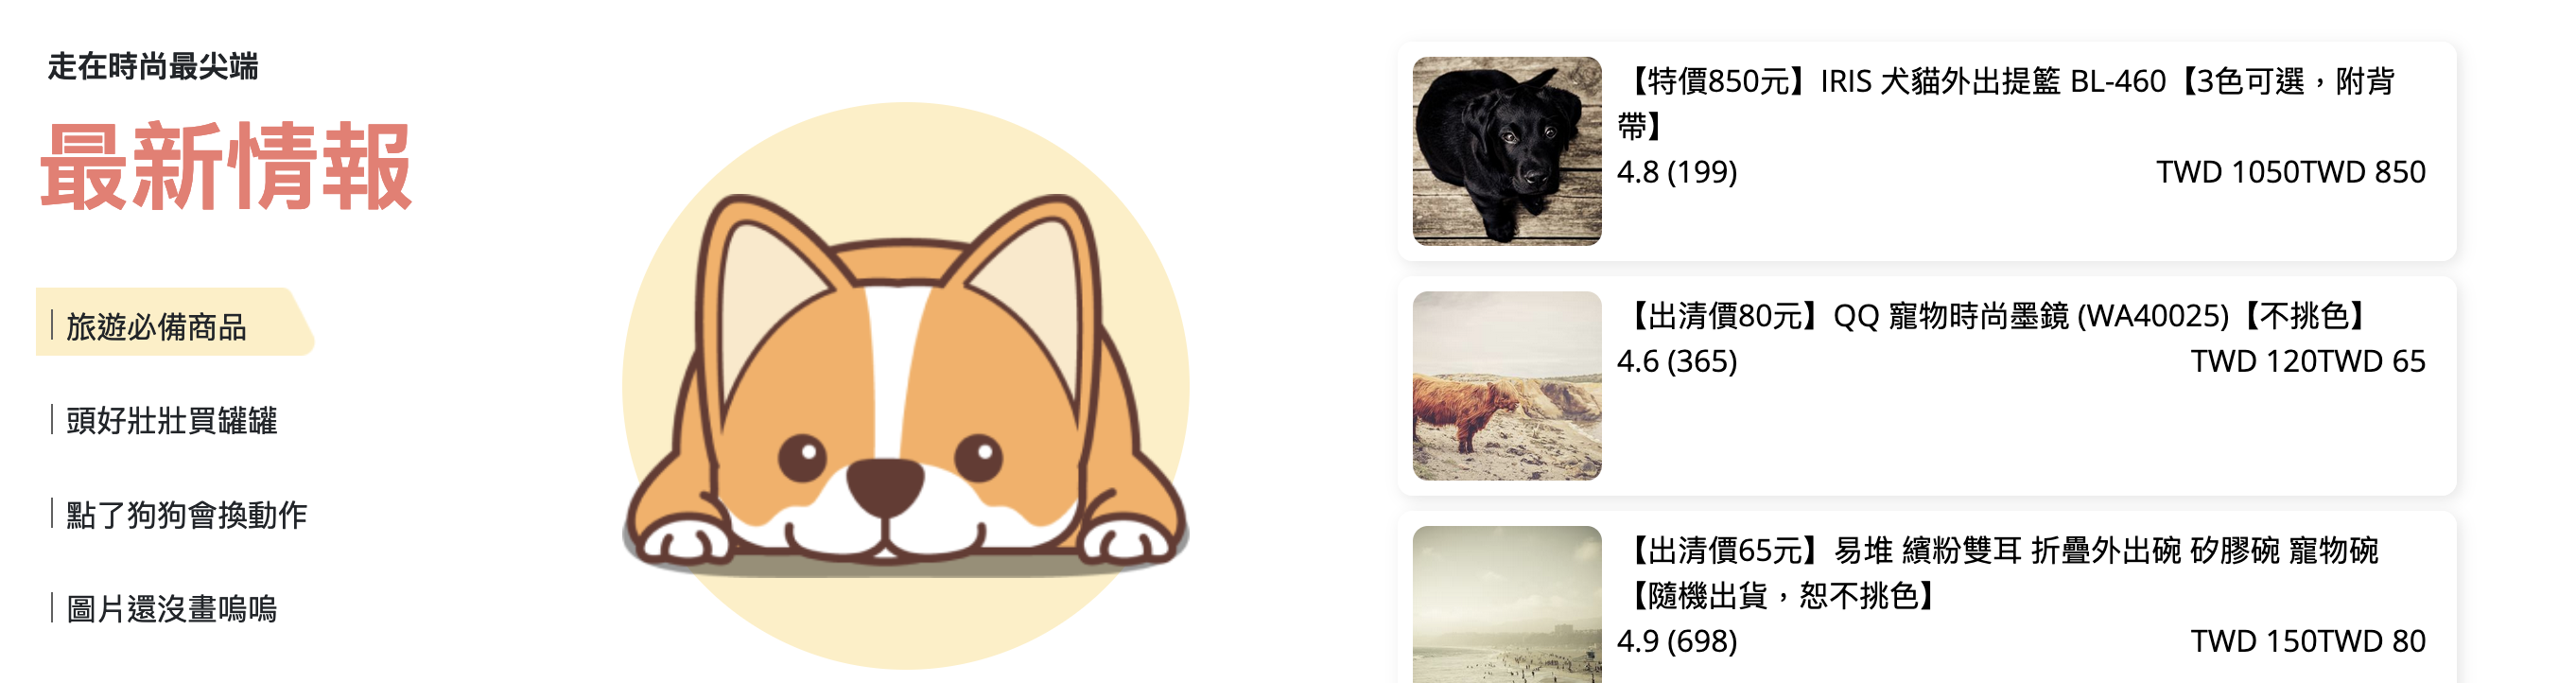 走在時尚最尖端
最新情報
旅遊必備商品
頭好壯壯買罐罐
點了狗狗會換動作
圖片還沒畫嗚嗚
【特價850元】IRIS 犬貓外出提籃 BL-460【3色可選，附背
帶】
4.8 (199) TWD 1050TWD 850
【出清價80元】QQ 寵物時尚墨鏡 (WA40025)【不挑色】
4.6 (365) TWD 120TWD 65
【出清價65元】易堆 繽粉雙耳 折疊外出碗 矽膠碗 寵物碗
【隨機出貨，恕不挑色】
4.9 (698) TWD 150TWD 80